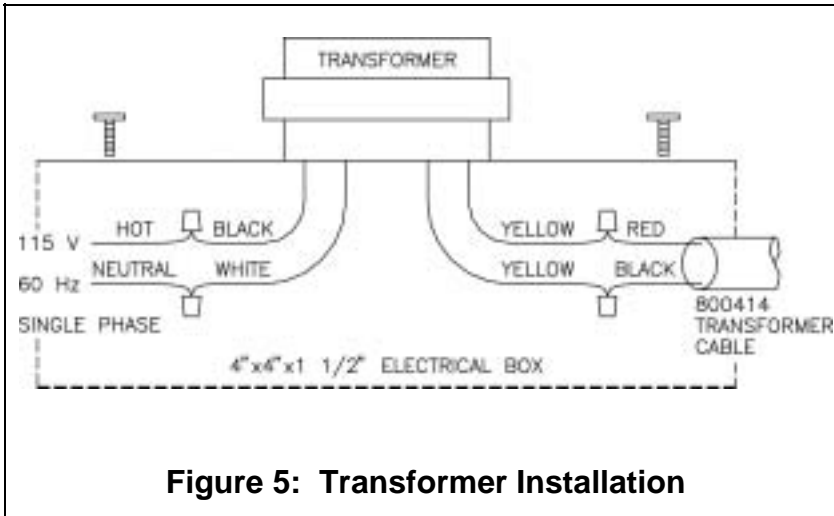 TRANSFORMER
HOT BLACK YELLOW RED
115 V
NEUTRAL WHITE YELLOW BLACK
60 Hz
SINGLE PHASE
800414
TRANSFORMER
CABLE
4"x4"x1 1/2" ELECTRICAL BOX
Figure 5: Transformer Installation